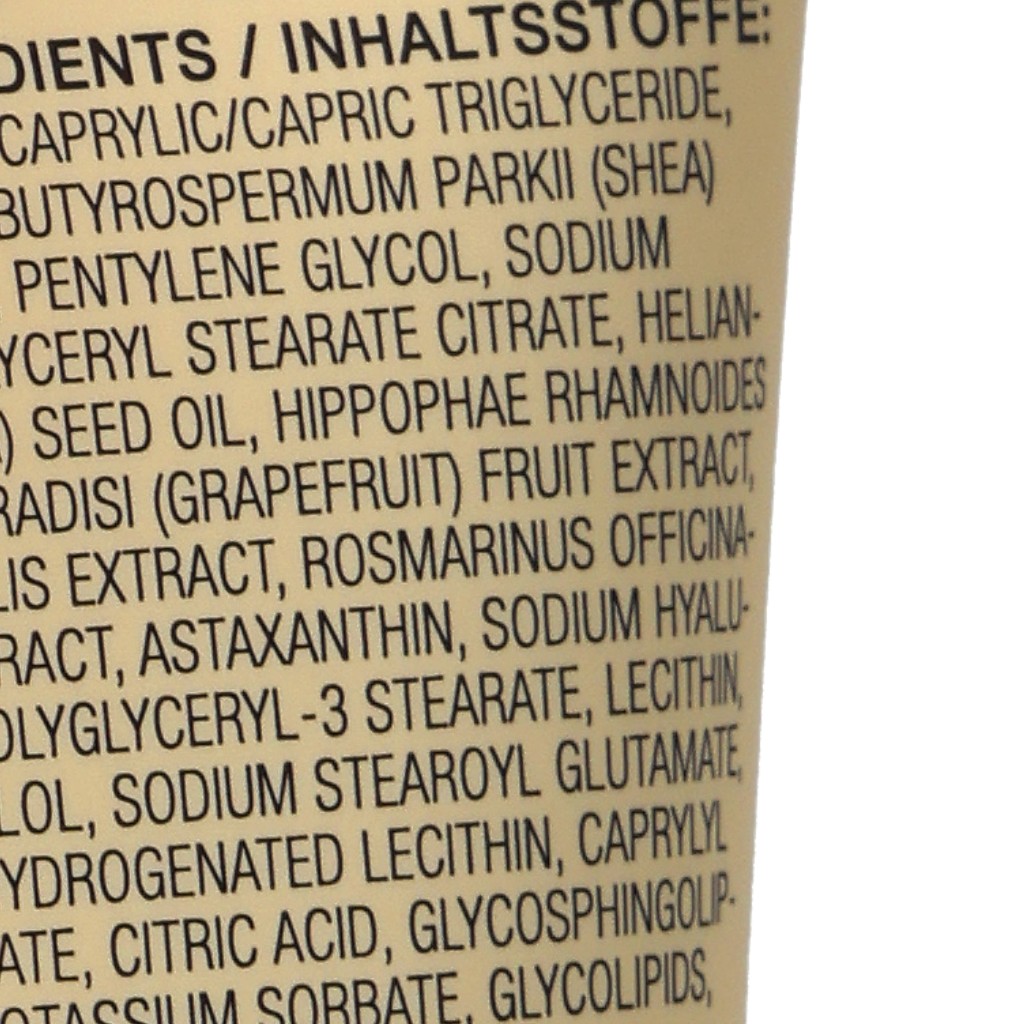 DIENTS / INHALTSSTOFFE:
CAPRYLIC/CAPRIC TRIGLYCERIDE,
BUTYROSPERMUM PARKII (SHEA)
PENTYLENE GLYCOL, SODIUM
YCERYL STEARATE CITRATE, HELIAN-
) SEED OIL, HIPPOPHAE RHAMNOIDES
RADISI (GRAPEFRUIT) FRUIT EXTRACT,
LIS EXTRACT, ROSMARINUS OFFICINA-
RACT, ASTAXANTHIN, SODIUM HYALU-
OLYGLYCERYL-3 STEARATE, LECITHIN,
LOL, SODIUM STEAROYL GLUTAMATE,
YDROGENATED LECITHIN, CAPRYLYL
ATE, CITRIC ACID, GLYCOSPHINGOLIP-
OTASSIUM SORBATE, GLYCOLIPIDS,